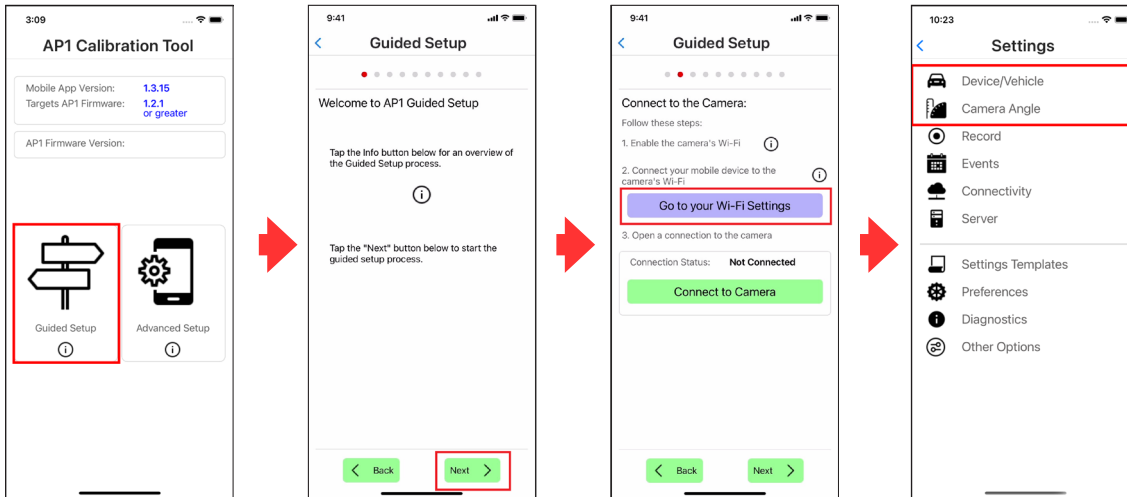 3:09
AP1 Calibration Tool
Mobile App Version: 1.3.15
Targets AP1 Firmware: 1.2.1
or greater
AP1 Firmware Version:
Guided Setup
Advanced Setup
9:41
Guided Setup
Welcome to AP1 Guided Setup
Tap the Info button below for an overview of
the Guided Setup process.
Tap the "Next" button below to start the
guided setup process.
Back
Next
9:41
Guided Setup
Connect to the Camera:
Follow these steps:
1. Enable the camera's Wi-Fi
2. Connect your mobile device to the
camera's Wi-Fi
Go to your Wi-Fi Settings
3. Open a connection to the camera
Connection Status: Not Connected
Connect to Camera
Back
Next
10:23
Settings
Device/Vehicle
Camera Angle
Record
Events
Connectivity
Server
Settings Templates
Preferences
Diagnostics
Other Options